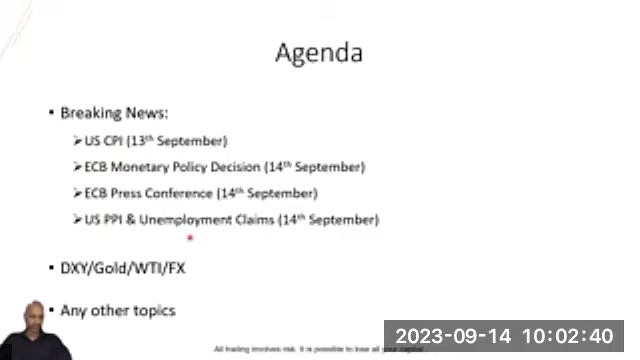 Agenda
• Breaking News:
➢US CPI (13th September)
➢ECB Monetary Policy Decision (14th September)
➢ECB Press Conference (14th September)
➢US PPI & Unemployment Claims (14th September)
• DXY/Gold/WTI/FX
• Any other topics
2023-09-14 10:02:40
All trading involves risk. It is possible to lose all your capital.